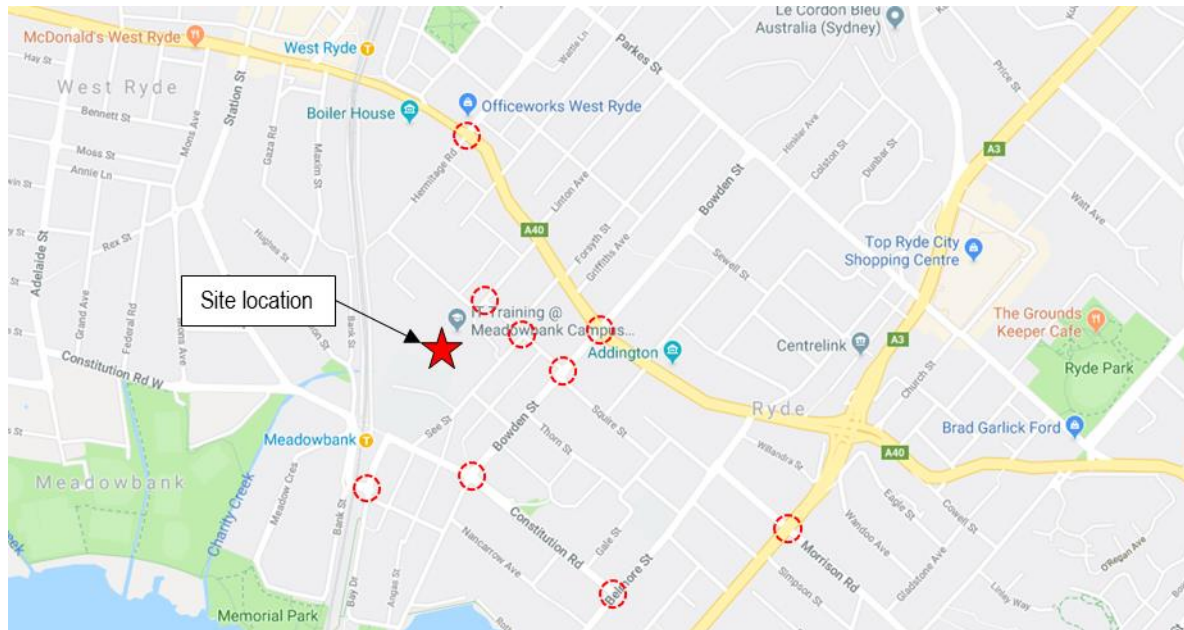 Le Cordon Bleu
Australia (Sydney)
McDonald's West Ryde
West Ryde
Hay St
West Ryde
Station St
Wattle Ln
Parkes St
Price St
Boiler House
Officeworks West Ryde
Bennett St
Mons Ave
Gaza Rd
Maxim St
Moss St
Annie Ln
Hermitage Rd
Hinkler Ave
Colston St
Dunbar St
A3
Linton Ave
Bowden St
Watt Ave
Rex St
Adelaide St
Hughes St
A40
Forsyth St
Griffiths Ave
Sewell St
Top Ryde City
Shopping Centre
Site location
IT Training @
Meadowbank Campus...
Grand Ave
Federal Rd
Bank St
Addington
Centrelink
A3
The Grounds
Keeper Cafe
Ryde Park
Constitution Rd W
Church St
Ryde
See St
Bowden St
Squire St
Brad Garlick Ford
Meadowbank
Thorn St
Willandra St
A40
Meadowbank
Charity Creek
Meadow Cres
Bank St
Eagle St
Cowell St
Constitution Rd
Gale St
Wandoo Ave
Nancarrow Ave
Morrison Rd
O'Regan Ave
Bay Dr
Angas St
Belmore St
Simpson St
Gladstone Ave
Linley Way
Memorial Park